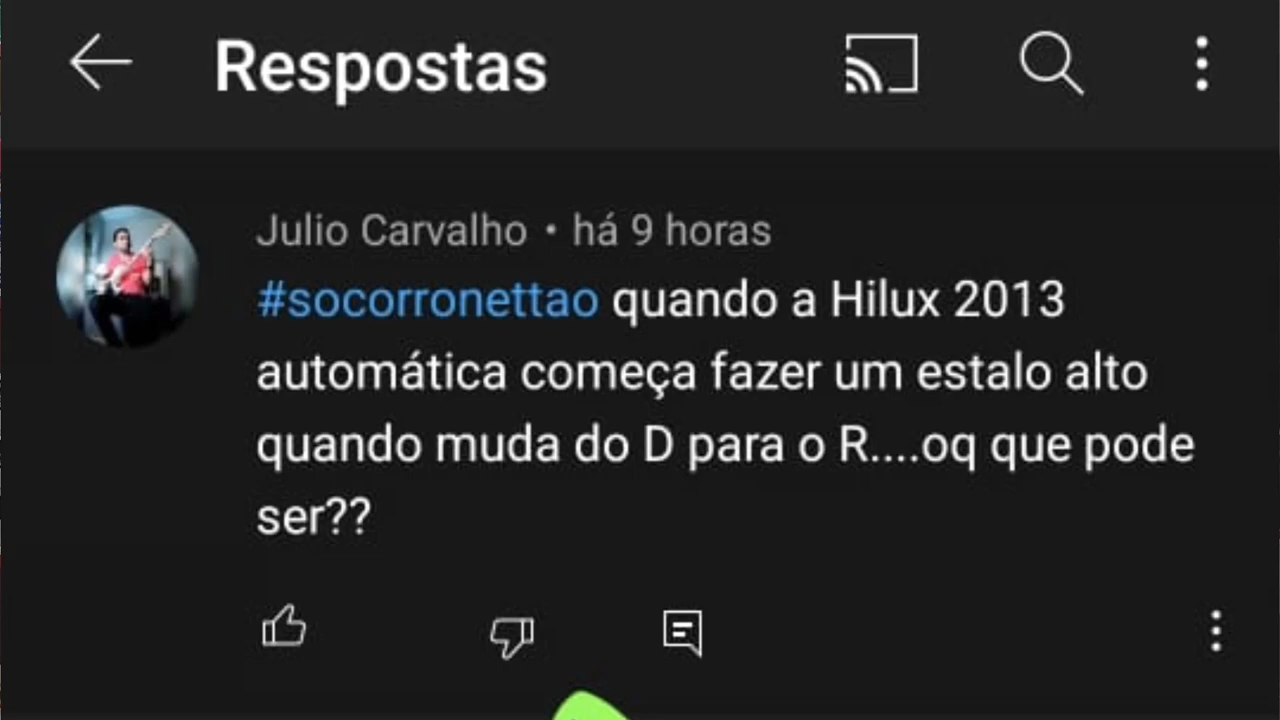 Respostas
Julio Carvalho • há 9 horas
#socorronettao quando a Hilux 2013
automática começa fazer um estalo alto
quando muda do D para o R....oq que pode
ser??